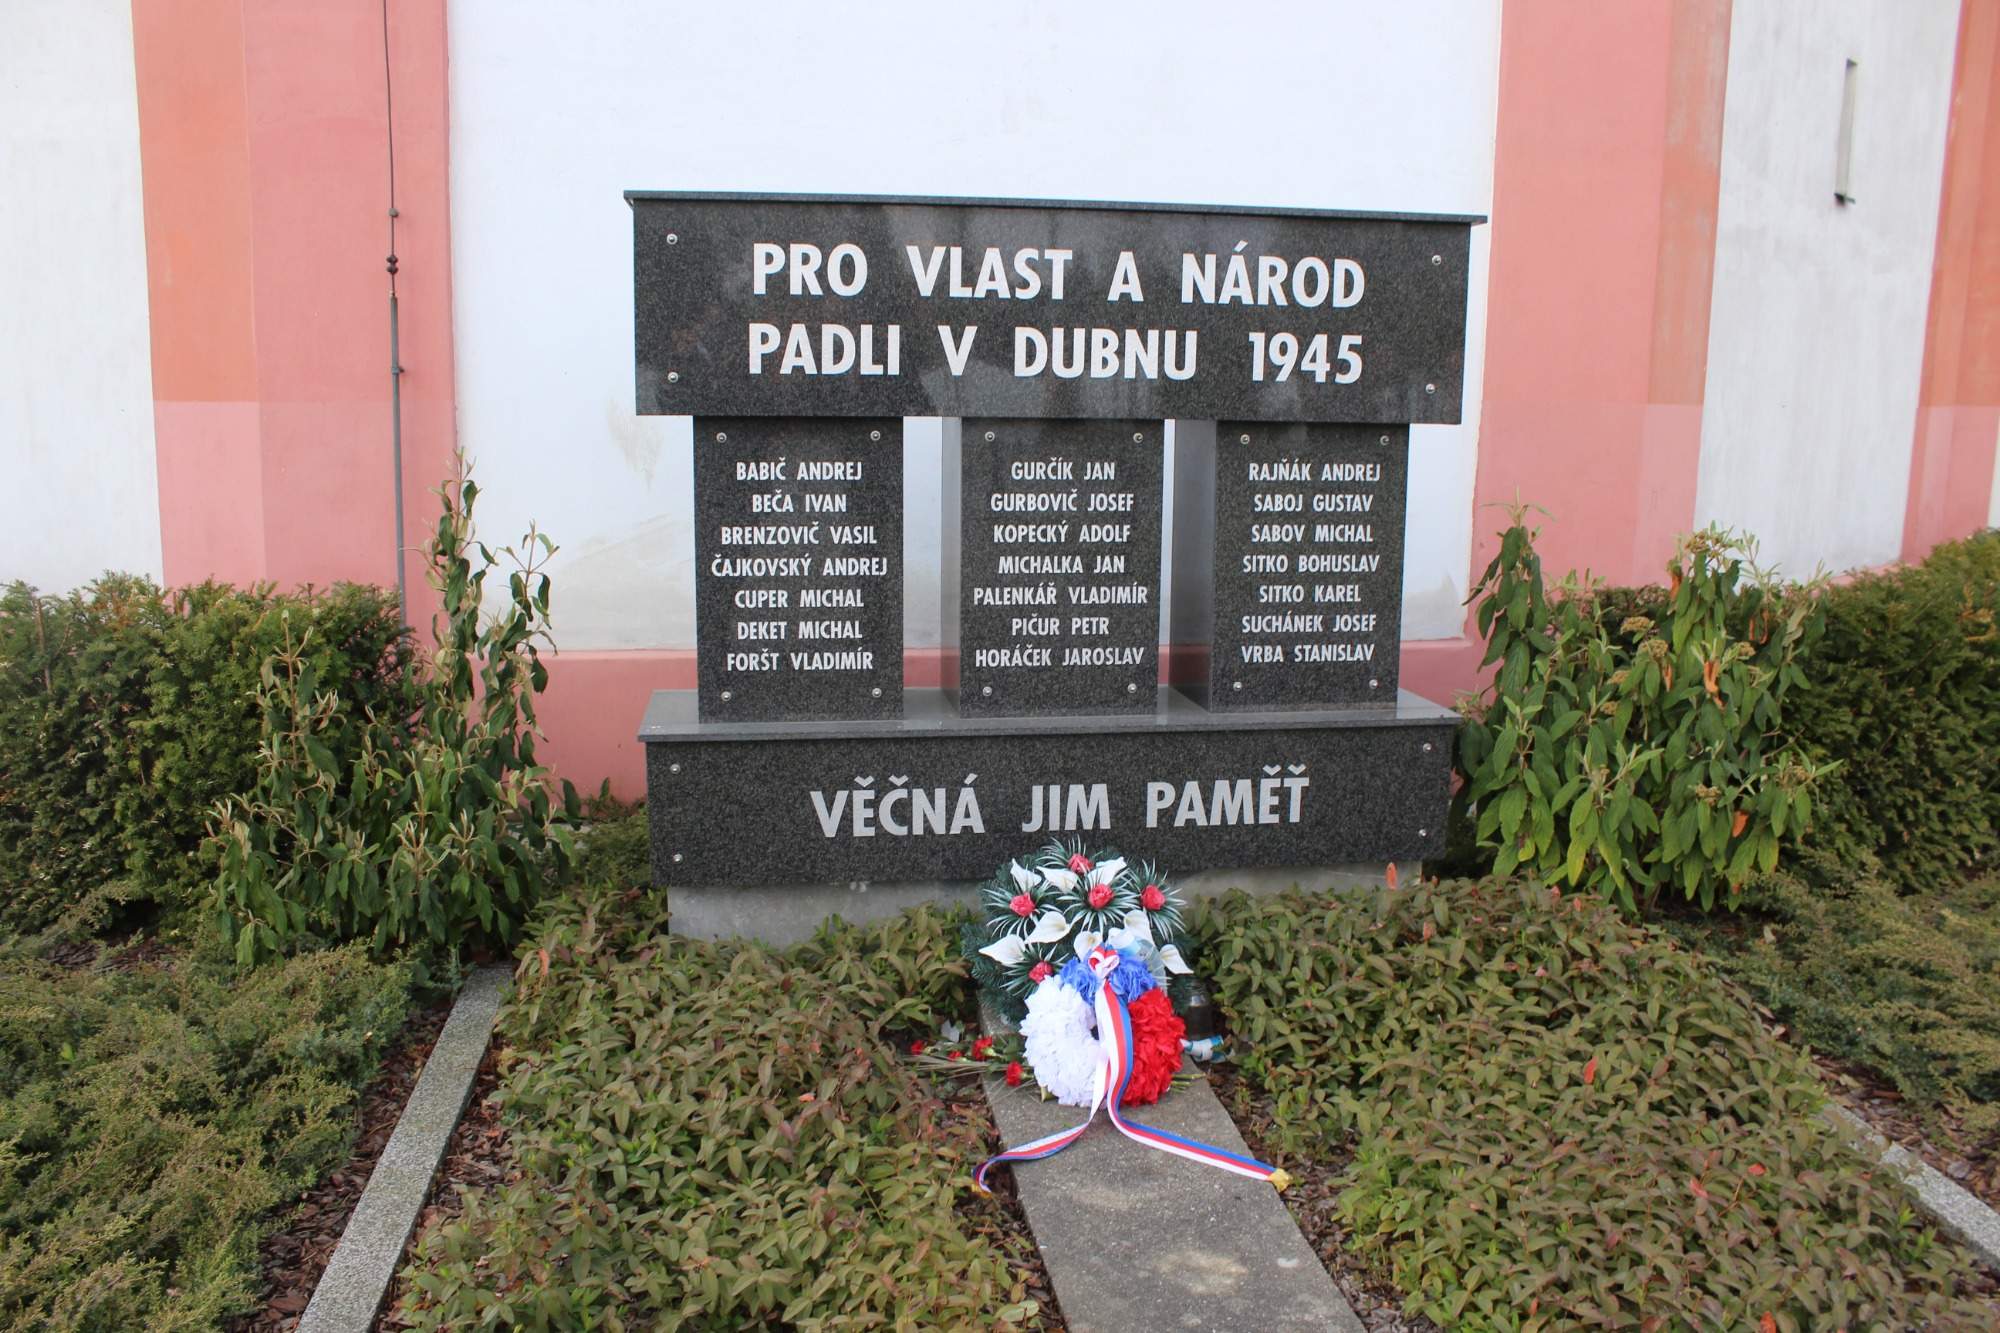 PRO VLAST A NÁROD
PADLI V DUBNU 1945
BABIČ ANDREJ
BEČA IVAN
BRENZOVIČ VASIL
ČAJKOVSKÝ ANDREJ
CUPER MICHAL
DEKET MICHAL
FORŠT VLADIMÍR
GURČÍK JAN
GURBOVIČ JOSEF
KOPECKÝ ADOLF
MICHALKA JAN
PALENKÁŘ VLADIMÍR
PIČUR PETR
HORÁČEK JAROSLAV
RAJŇÁK ANDREJ
SABOJ GUSTAV
SABOV MICHAL
SITKO BOHUSLAV
SITKO KAREL
SUCHÁNEK JOSEF
VRBA STANISLAV
VĚČNÁ JIM PAMĚŤ